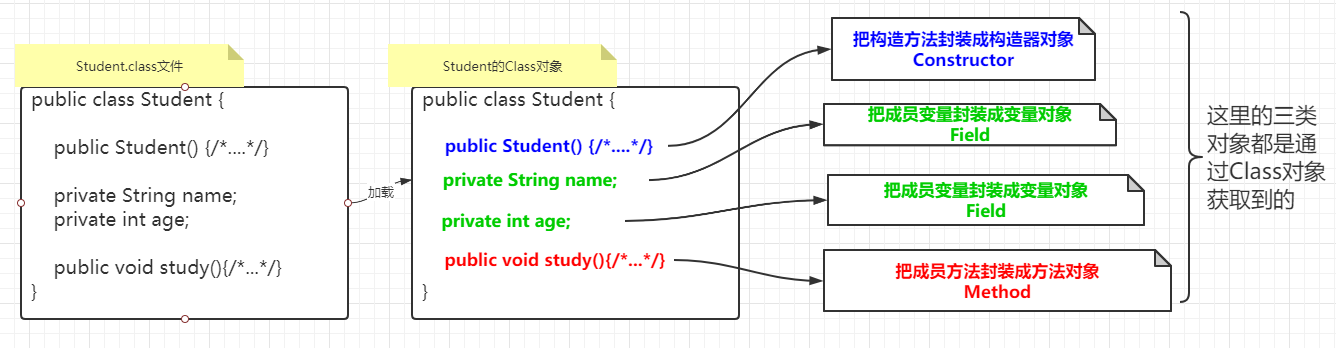 Student.class文件
public class Student {
public Student() {/*....*/}
private String name;
private int age;
public void study(){/*...*/}
}
加载
Student的Class对象
public class Student {
public Student() {/*....*/}
private String name;
private int age;
public void study(){/*...*/}
}
把构造方法封装成构造器对象
Constructor
把成员变量封装成变量对象
Field
把成员变量封装成变量对象
Field
把成员方法封装成方法对象
Method
这里的三类
对象都是通
过Class对象
获取到的